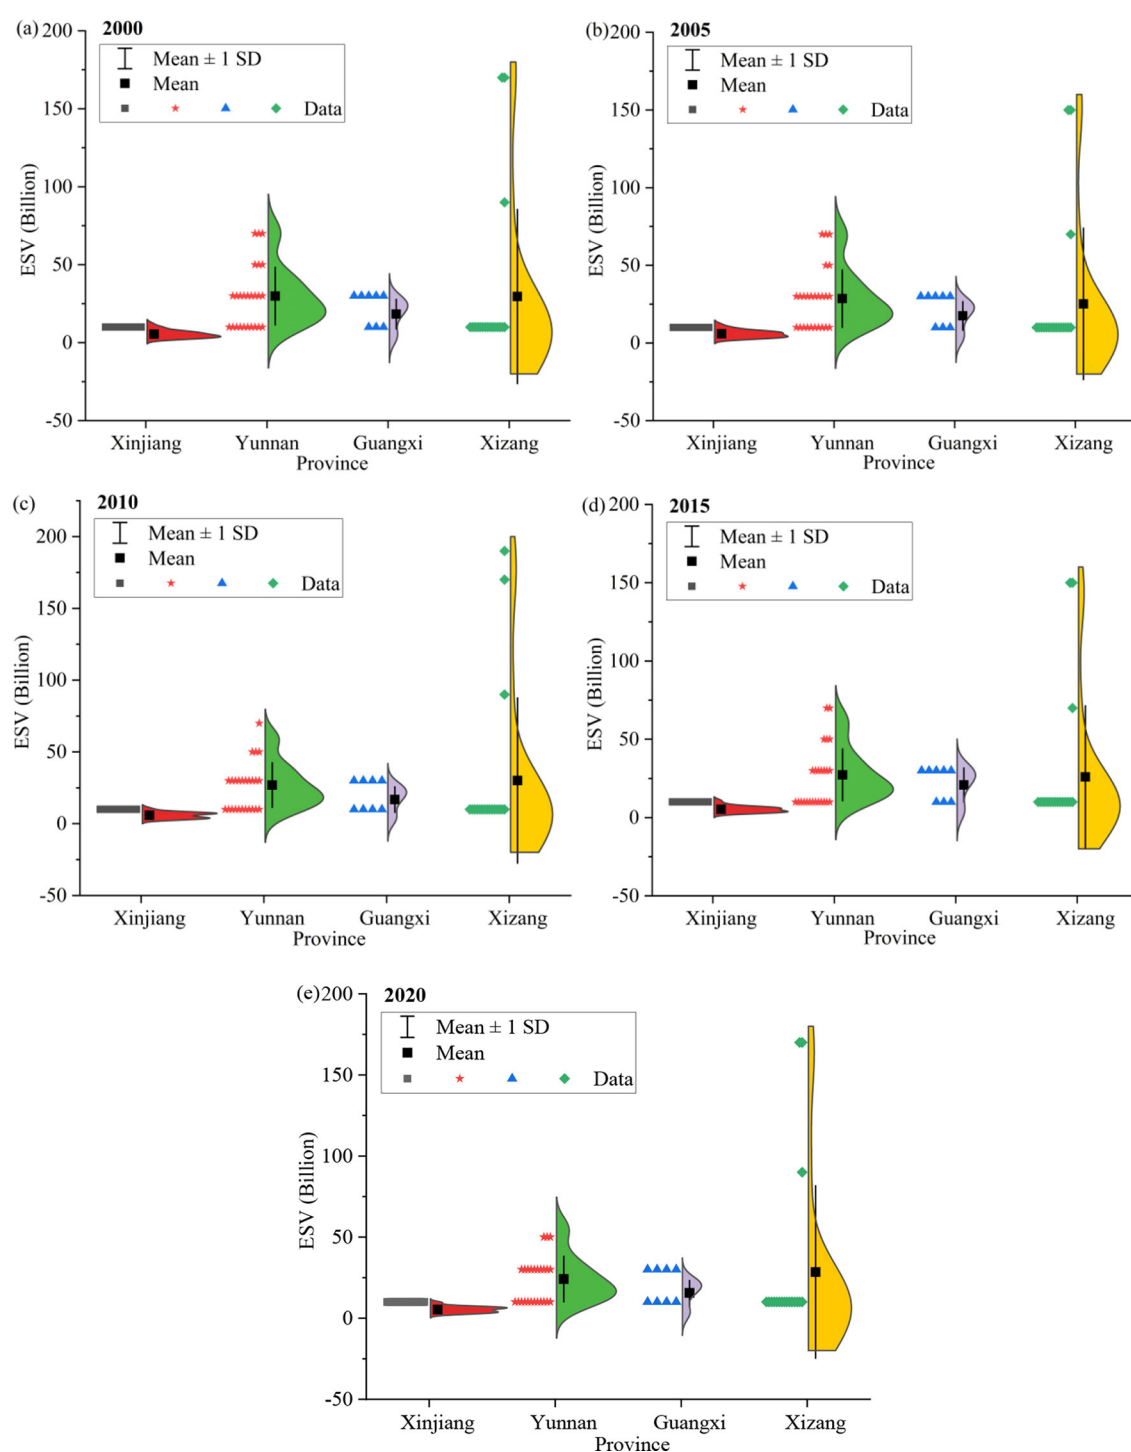 (a) 2000
Mean ± 1 SD
Mean
Data
ESV (Billion)
200
150
100
50
0
-50
Xinjiang Yunnan Guangxi Xizang
Province
(b) 2005
Mean ± 1 SD
Mean
Data
ESV (Billion)
200
150
100
50
0
-50
Xinjiang Yunnan Guangxi Xizang
Province
(c) 2010
Mean ± 1 SD
Mean
Data
ESV (Billion)
200
150
100
50
0
-50
Xinjiang Yunnan Guangxi Xizang
Province
(d) 2015
Mean ± 1 SD
Mean
Data
ESV (Billion)
200
150
100
50
0
-50
Xinjiang Yunnan Guangxi Xizang
Province
(e) 2020
Mean ± 1 SD
Mean
Data
ESV (Billion)
200
150
100
50
0
-50
Xinjiang Yunnan Guangxi Xizang
Province